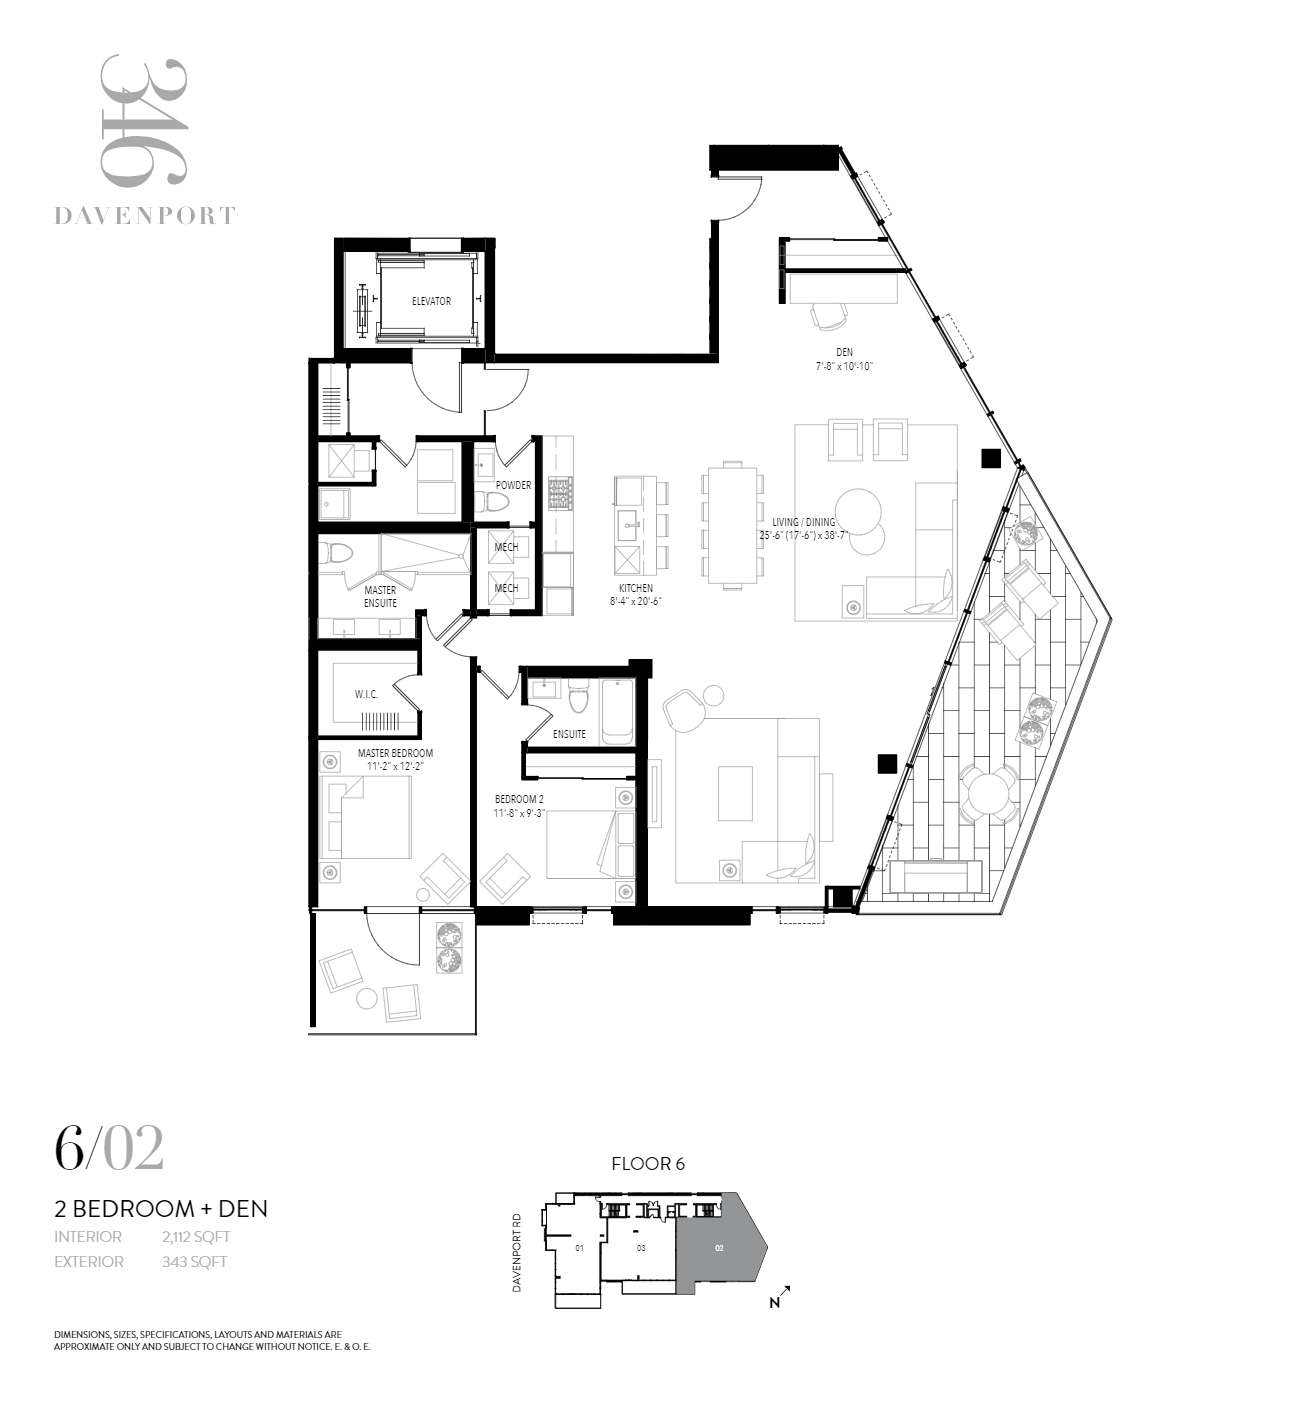 346
DAVENPORT
ELEVATOR
DEN
7'-8" x 10'-10"
POWDER
LIVING / DINING
25'-6" (17'-6") x 38'-7"
MECH
MECH
KITCHEN
8'-4" x 20'-6"
MASTER
ENSUITE
W.I.C.
ENSUITE
MASTER BEDROOM
11'-2" x 12'-2"
BEDROOM 2
11'-8" x 9'-3"
6/02
2 BEDROOM + DEN
INTERIOR 2,112 SQFT
EXTERIOR 343 SQFT
FLOOR 6
DAVENPORT RD
01
03
02
N
DIMENSIONS, SIZES, SPECIFICATIONS, LAYOUTS AND MATERIALS ARE
APPROXIMATE ONLY AND SUBJECT TO CHANGE WITHOUT NOTICE. E. & O. E.